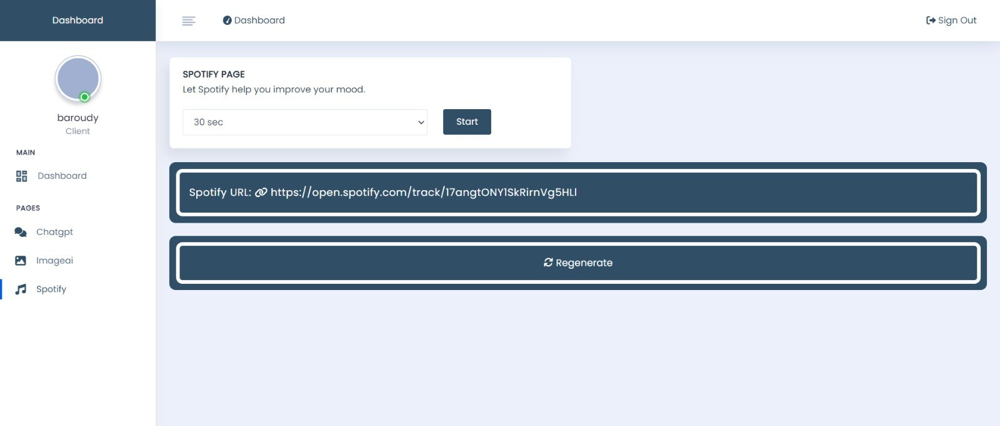 Dashboard
Dashboard
Sign Out
baroudy
Client
MAIN
Dashboard
PAGES
Chatgpt
Imageai
Spotify
SPOTIFY PAGE
Let Spotify help you improve your mood.
30 sec
Start
Spotify URL: https://open.spotify.com/track/17angtONY1SkRirnVg5HLl
Regenerate